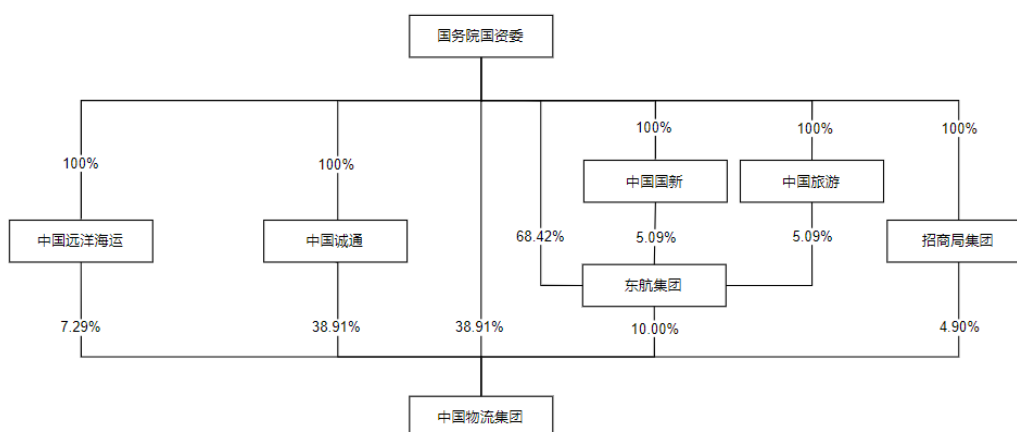 国务院国资委
100%
100%
100%
100%
100%
中国国新
中国旅游
中国远洋海运
中国诚通
68.42%
5.09%
5.09%
招商局集团
东航集团
7.29%
38.91%
38.91%
10.00%
4.90%
中国物流集团